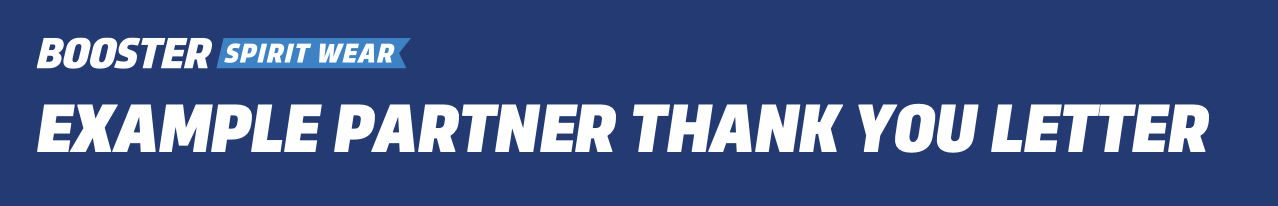 BOOSTER SPIRIT WEAR
EXAMPLE PARTNER THANK YOU LETTER